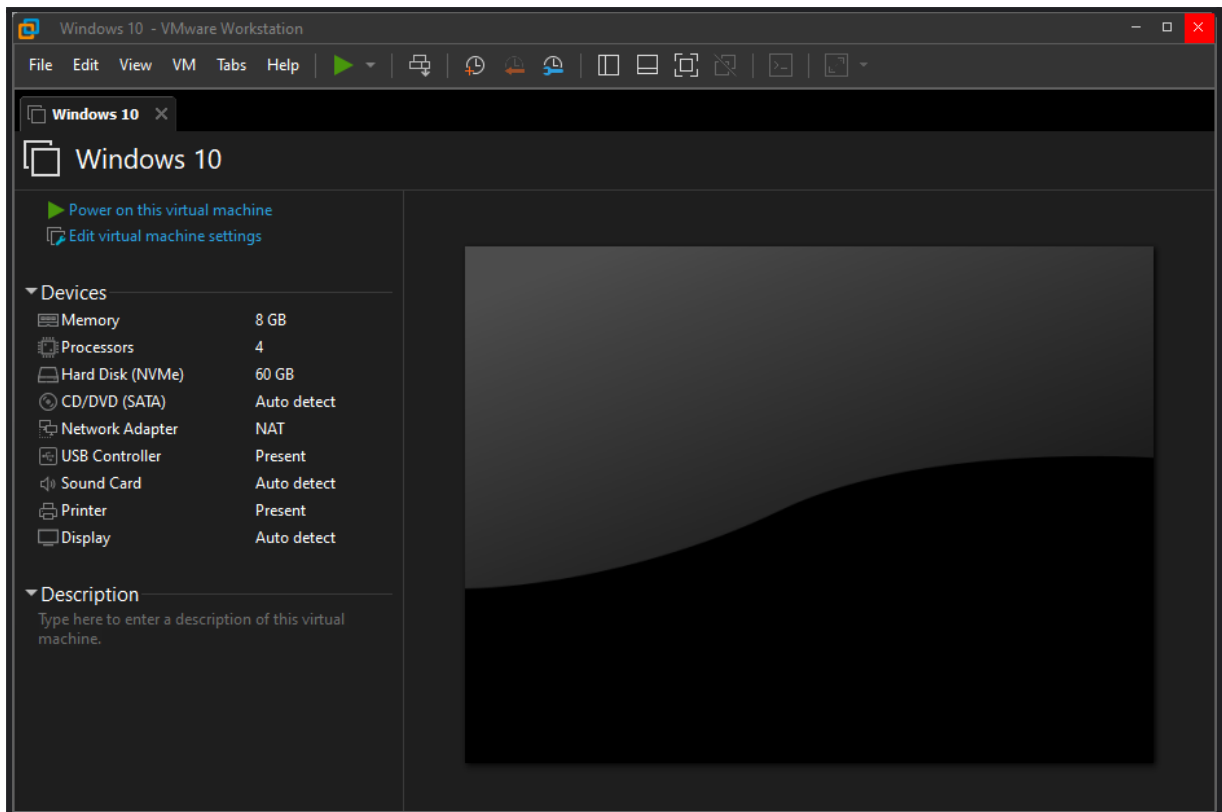 Windows 10 - VMware Workstation
File Edit View VM Tabs Help
Windows 10
Windows 10
Power on this virtual machine
Edit virtual machine settings
Devices
Memory 8 GB
Processors 4
Hard Disk (NVMe) 60 GB
CD/DVD (SATA) Auto detect
Network Adapter NAT
USB Controller Present
Sound Card Auto detect
Printer Present
Display Auto detect
Description
Type here to enter a description of this virtual
machine.